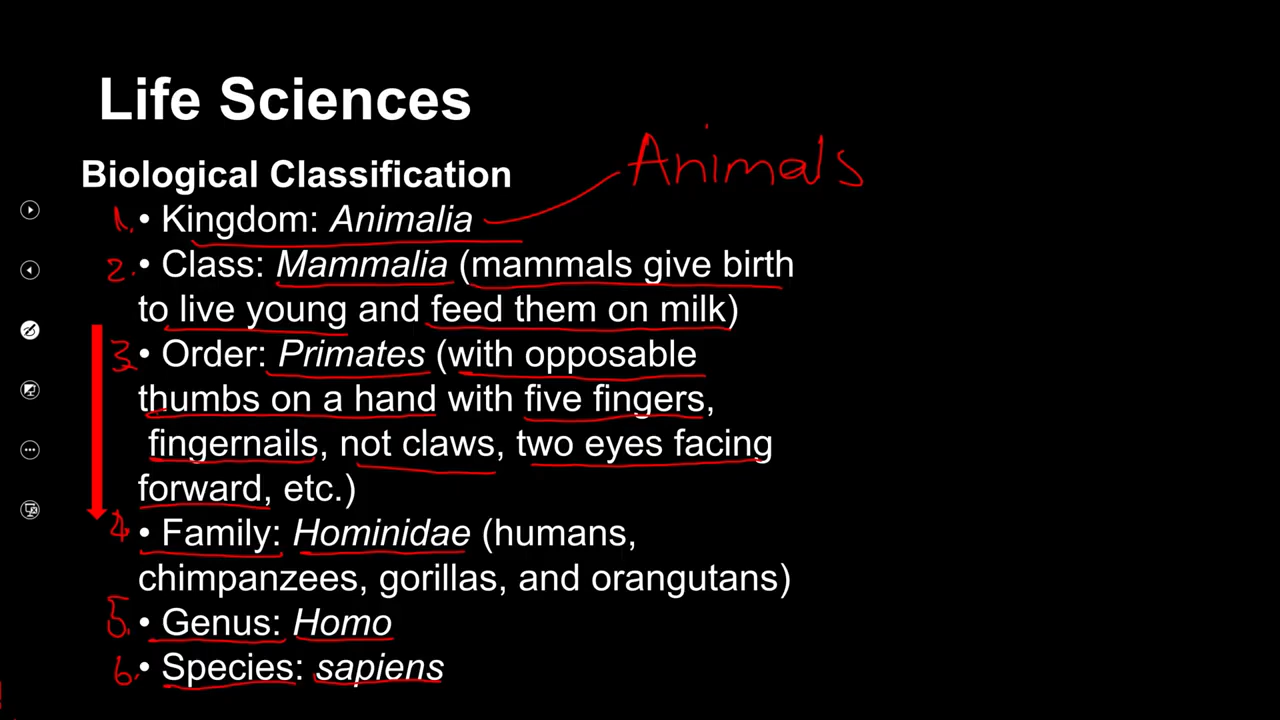 Life Sciences
Animals
Biological Classification
1. • Kingdom: Animalia
2. • Class: Mammalia (mammals give birth
to live young and feed them on milk)
3. • Order: Primates (with opposable
thumbs on a hand with five fingers,
fingernails, not claws, two eyes facing
forward, etc.)
4. • Family: Hominidae (humans,
chimpanzees, gorillas, and orangutans)
5. • Genus: Homo
6. • Species: sapiens